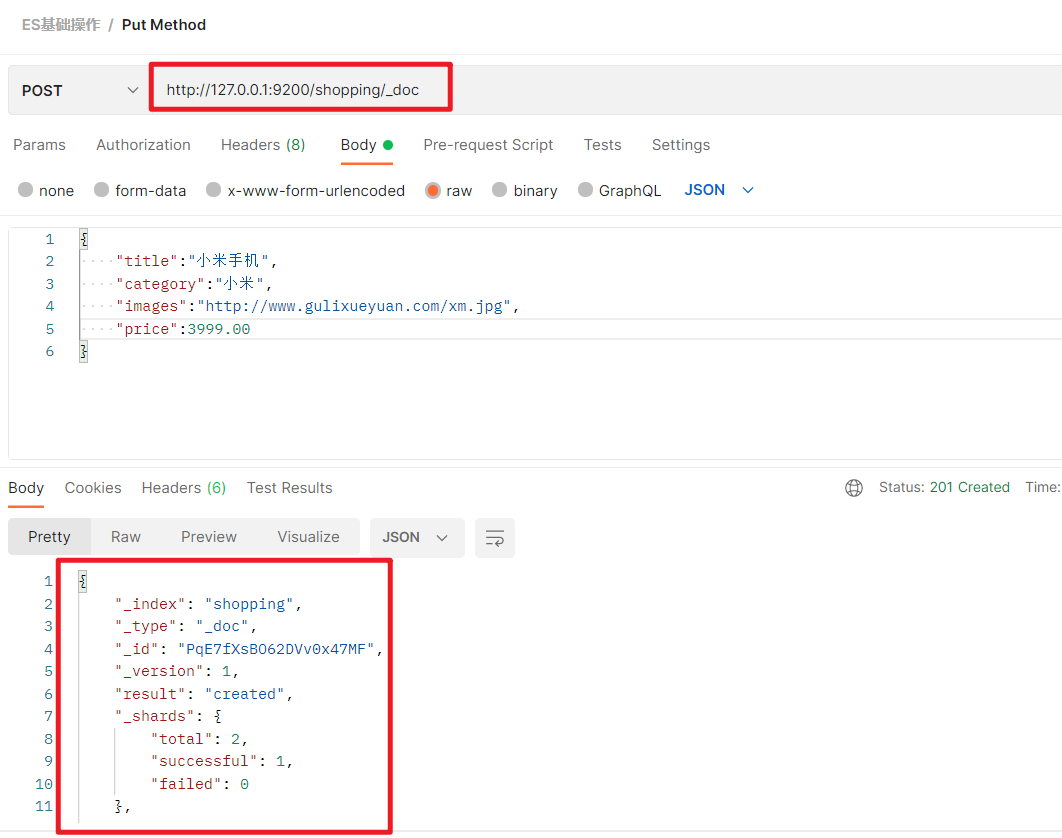 ES基础操作 / Put Method
POST http://127.0.0.1:9200/shopping/_doc
Params Authorization Headers (8) Body Pre-request Script Tests Settings
none form-data x-www-form-urlencoded raw binary GraphQL JSON
1 {
2 ····"title":"小米手机",
3 ····"category":"小米",
4 ····"images":"http://www.gulixueyuan.com/xm.jpg",
5 ····"price":3999.00
6 }
Body Cookies Headers (6) Test Results Status: 201 Created Time:
Pretty Raw Preview Visualize JSON
1 {
2 "_index": "shopping",
3 "_type": "_doc",
4 "_id": "PqE7fXsBO62DVv0x47MF",
5 "_version": 1,
6 "result": "created",
7 "_shards": {
8 "total": 2,
9 "successful": 1,
10 "failed": 0
11 },